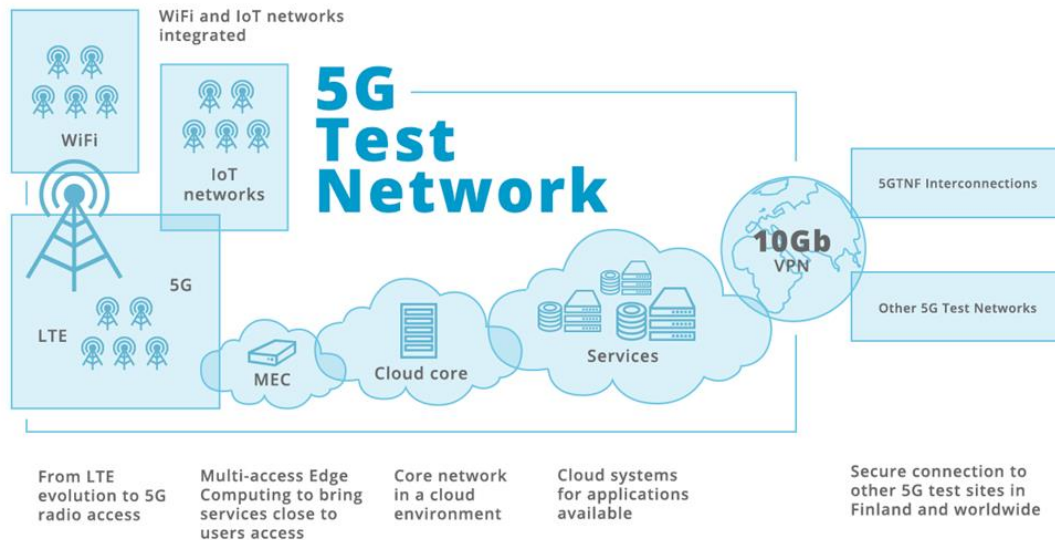 WiFi and IoT networks
integrated
WiFi
IoT
networks
5G
Test
Network
5G
LTE
MEC
Cloud core
Services
10Gb
VPN
5GTNF Interconnections
Other 5G Test Networks
From LTE
evolution to 5G
radio access
Multi-access Edge
Computing to bring
services close to
users access
Core network
in a cloud
environment
Cloud systems
for applications
available
Secure connection to
other 5G test sites in
Finland and worldwide